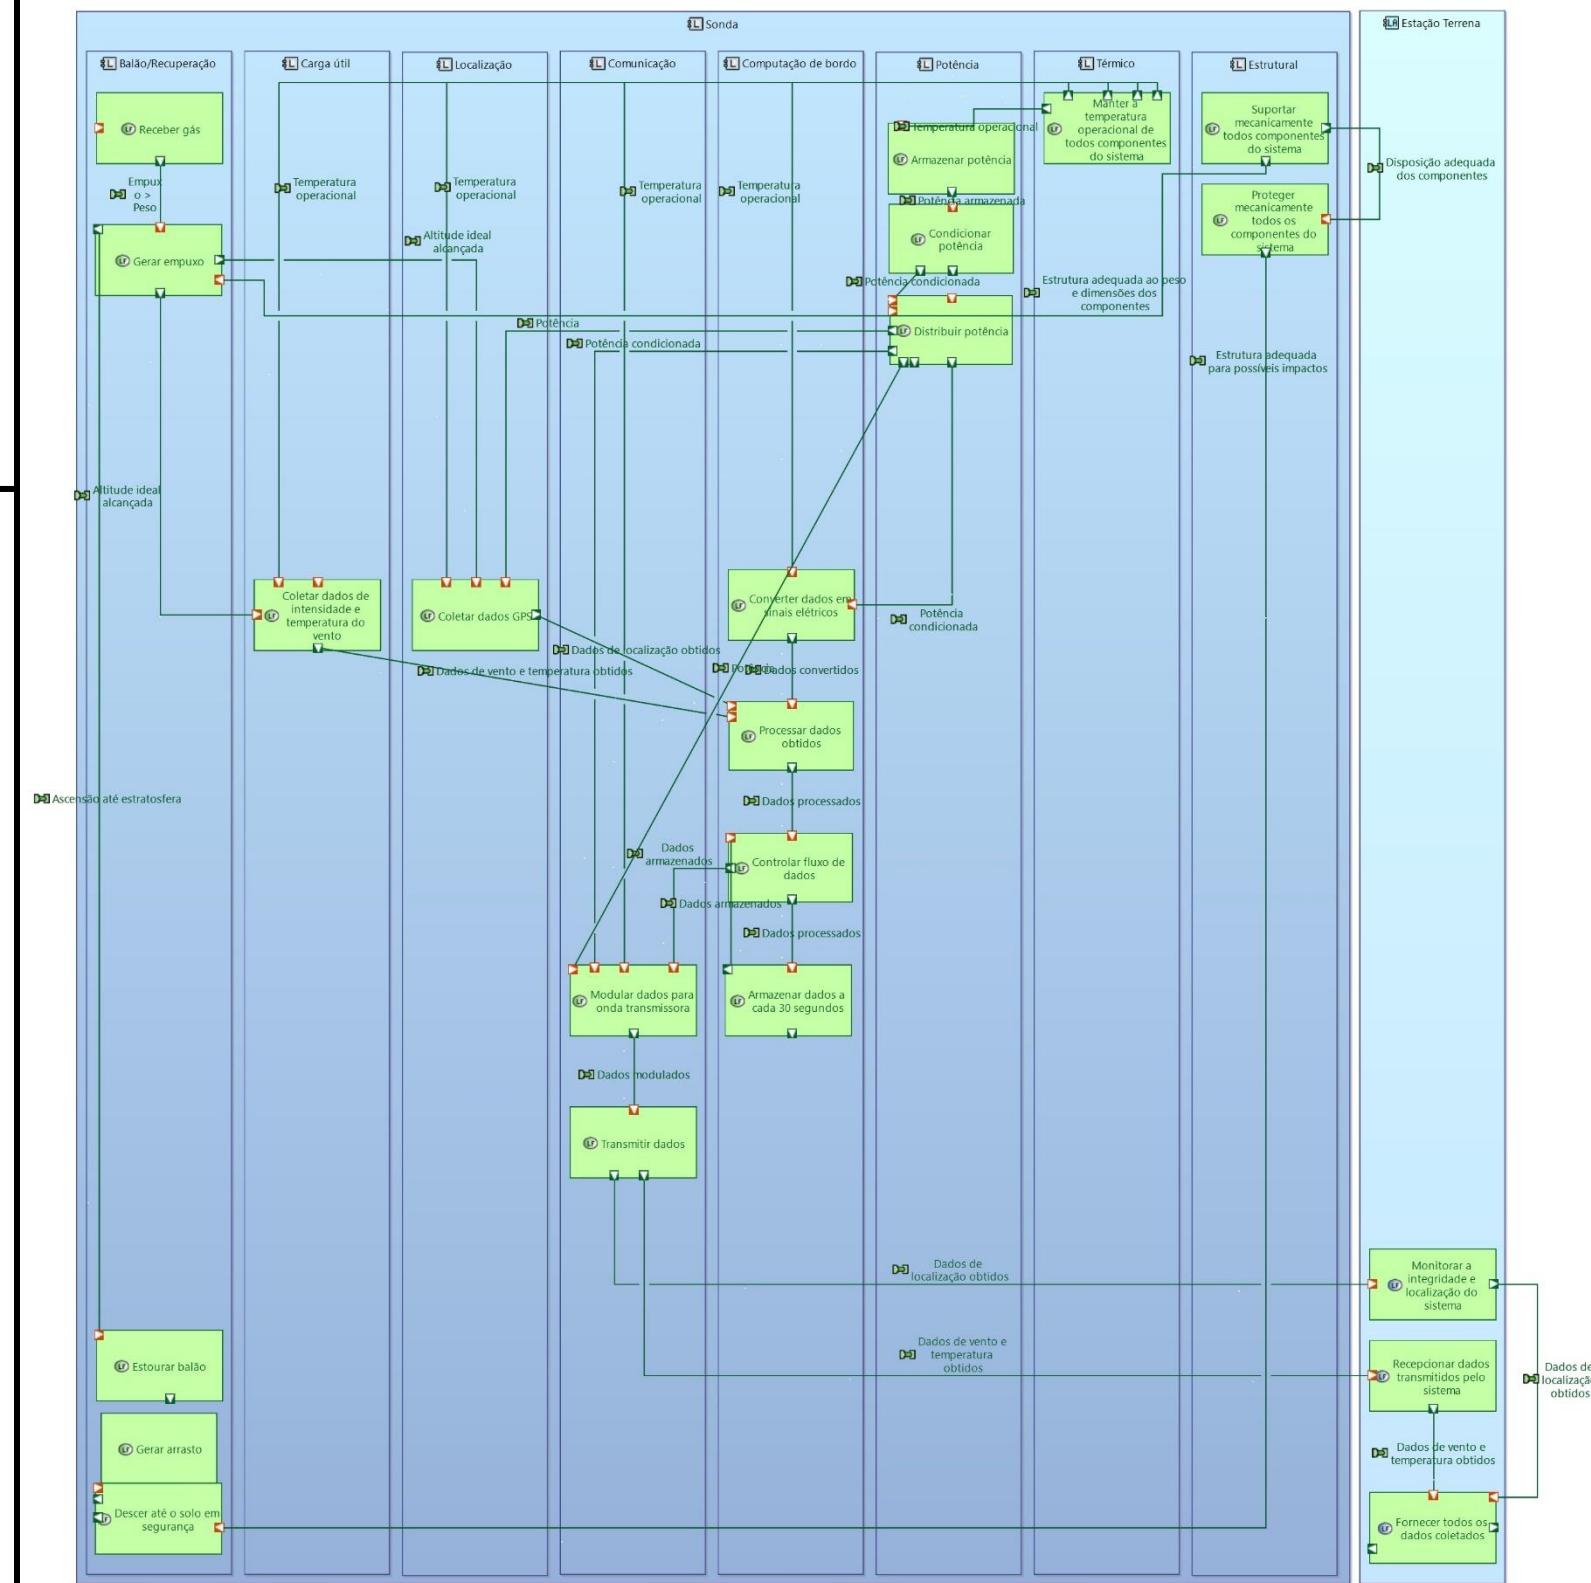 Sonda
Estação Terrena
Balão/Recuperação
Carga útil
Localização
Comunicação
Computação de bordo
Potência
Térmico
Estrutural
Receber gás
Empux
o >
Peso
Gerar empuxo
Altitude ideal
alcançada
Ascensão até estratosfera
Estourar balão
Gerar arrasto
Descer até o solo em
segurança
Temperatura
operacional
Coletar dados de
intensidade e
temperatura do
vento
Dados de vento e temperatura obtidos
Temperatura
operacional
Altitude ideal
alcançada
Potência
Coletar dados GPS
Dados de localização obtidos
Temperatura
operacional
Potência condicionada
Dados
armazenados
Dados armazenados
Modular dados para
onda transmissora
Dados modulados
Transmitir dados
Temperatura
operacional
Converter dados em
sinais elétricos
Potência
Dados convertidos
Processar dados
obtidos
Dados processados
Controlar fluxo de
dados
Dados processados
Armazenar dados a
cada 30 segundos
Temperatura operacional
Armazenar potência
Potência armazenada
Condicionar
potência
Potência condicionada
Distribuir potência
Potência
condicionada
Dados de
localização obtidos
Dados de vento e
temperatura
obtidos
Manter a
temperatura
operacional de
todos componentes
do sistema
Estrutura adequada ao peso
e dimensões dos
componentes
Suportar
mecanicamente
todos componentes
do sistema
Disposição adequada
dos componentes
Proteger
mecanicamente
todos os
componentes do
sistema
Estrutura adequada
para possíveis impactos
Monitorar a
integridade e
localização do
sistema
Recepcionar dados
transmitidos pelo
sistema
Dados de
localização
obtidos
Dados de vento e
temperatura obtidos
Fornecer todos os
dados coletados